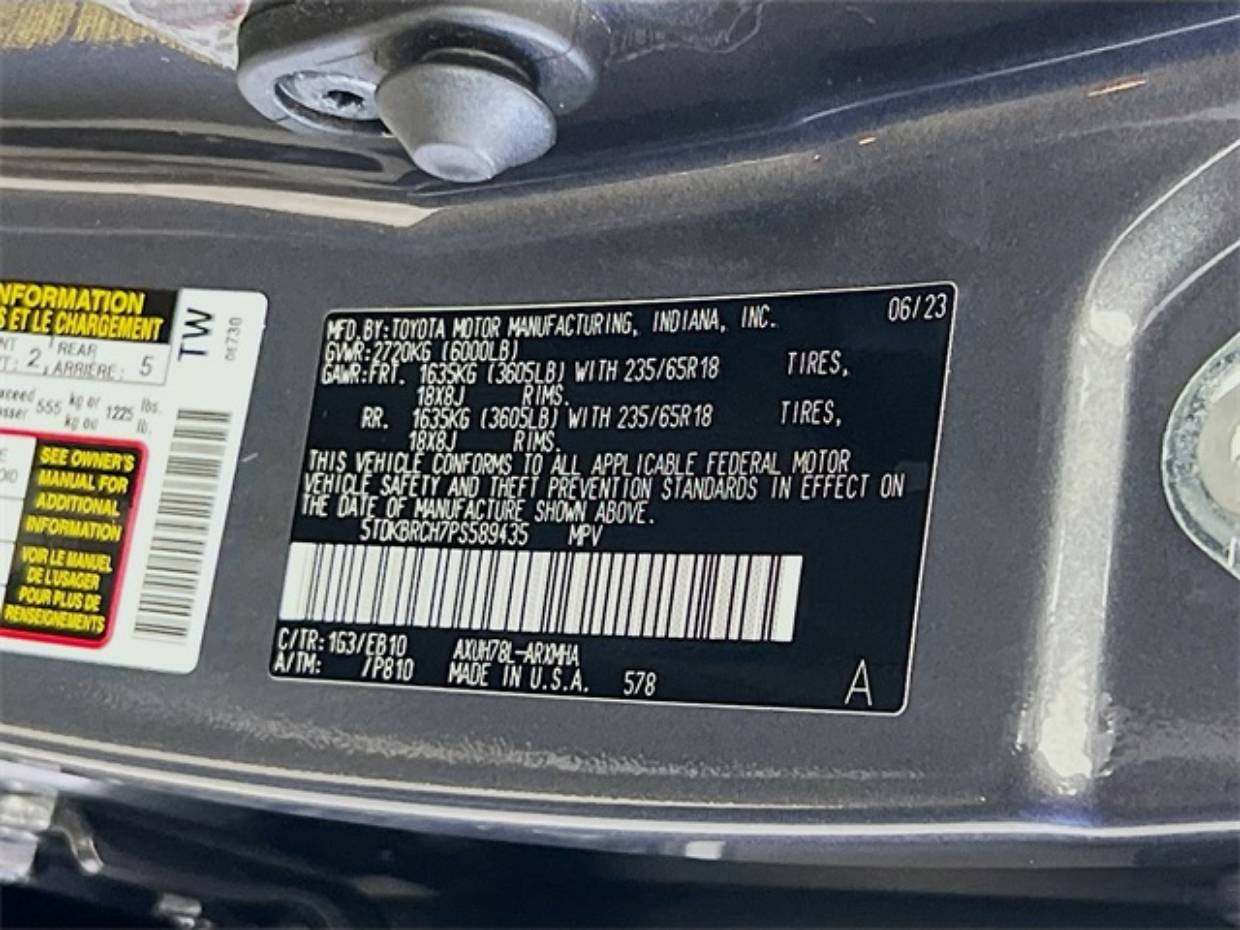 NFORMATION
S ET LE CHARGEMENT
2, REAR
ARRIÈRE: 5
555 kg or 1225 lbs.
kg ou lb.
SEE OWNER'S
MANUAL FOR
ADDITIONAL
INFORMATION
VOIR LE MANUEL
DE L'USAGER
POUR PLUS DE
RENSEIGNEMENTS
TW
06730
MFD. BY: TOYOTA MOTOR MANUFACTURING, INDIANA, INC. 06/23
GVWR: 2720KG (6000LB)
GAWR: FRT. 1635KG (3605LB) WITH 235/65R18 TIRES,
18X8J RIMS.
RR. 1635KG (3605LB) WITH 235/65R18 TIRES,
18X8J RIMS.
THIS VEHICLE CONFORMS TO ALL APPLICABLE FEDERAL MOTOR
VEHICLE SAFETY AND THEFT PREVENTION STANDARDS IN EFFECT ON
THE DATE OF MANUFACTURE SHOWN ABOVE.
5TDKBRCH7PS589435 MPV
C/TR: 1G3/EB10 AXUH78L-ARXMHA
A/TM: /P810 MADE IN U.S.A. 578 A